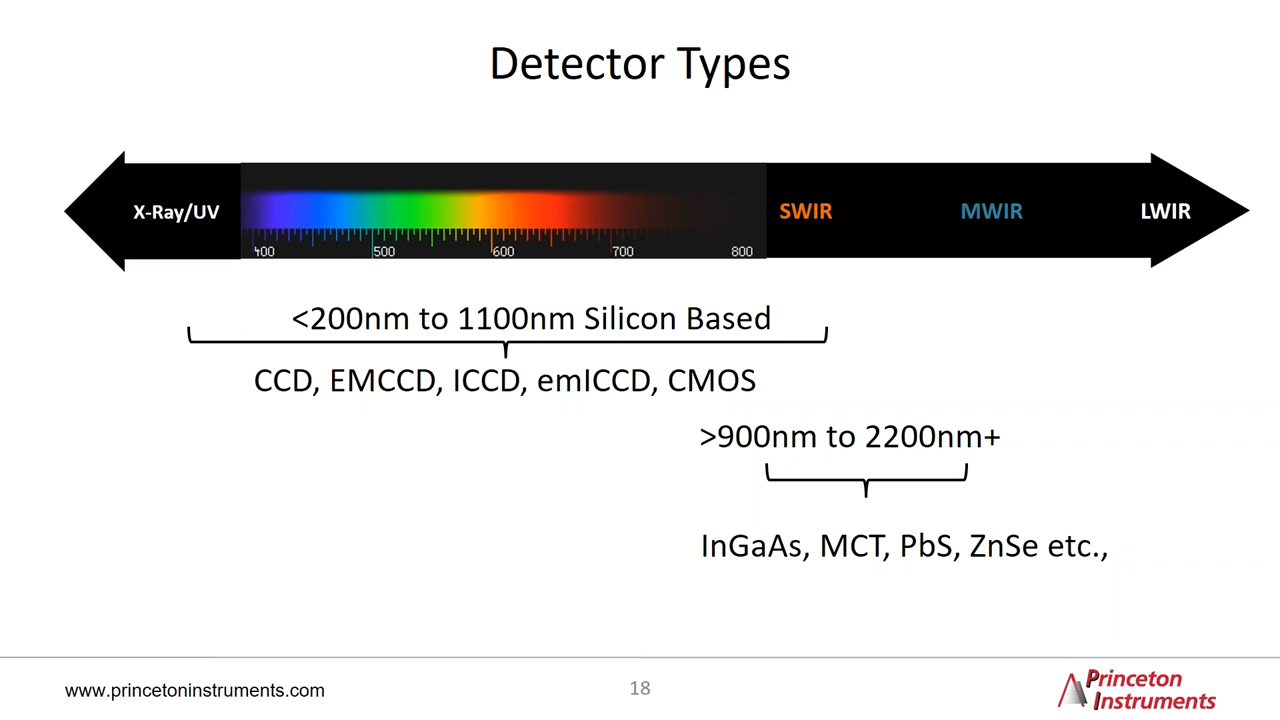 Detector Types
X-Ray/UV
SWIR
MWIR
LWIR
400 500 600 700 800
<200nm to 1100nm Silicon Based
CCD, EMCCD, ICCD, emICCD, CMOS
>900nm to 2200nm+
InGaAs, MCT, PbS, ZnSe etc.,
www.princetoninstruments.com
18
Princeton
Instruments